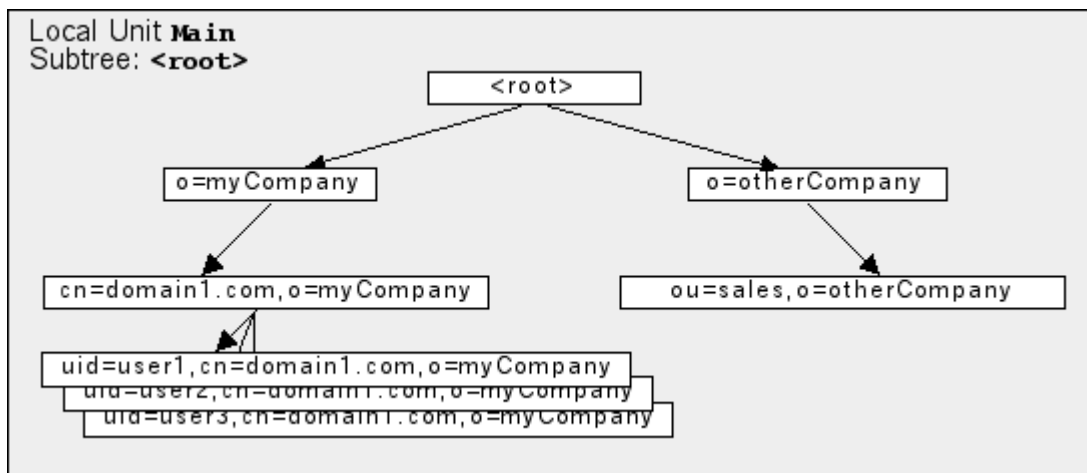 Local Unit Main
Subtree: <root>
<root>
o=myCompany
o=otherCompany
cn=domain1.com,o=myCompany
ou=sales,o=otherCompany
uid=user1,cn=domain1.com,o=myCompany
uid=user2,cn=domain1.com,o=myCompany
uid=user3,cn=domain1.com,o=myCompany